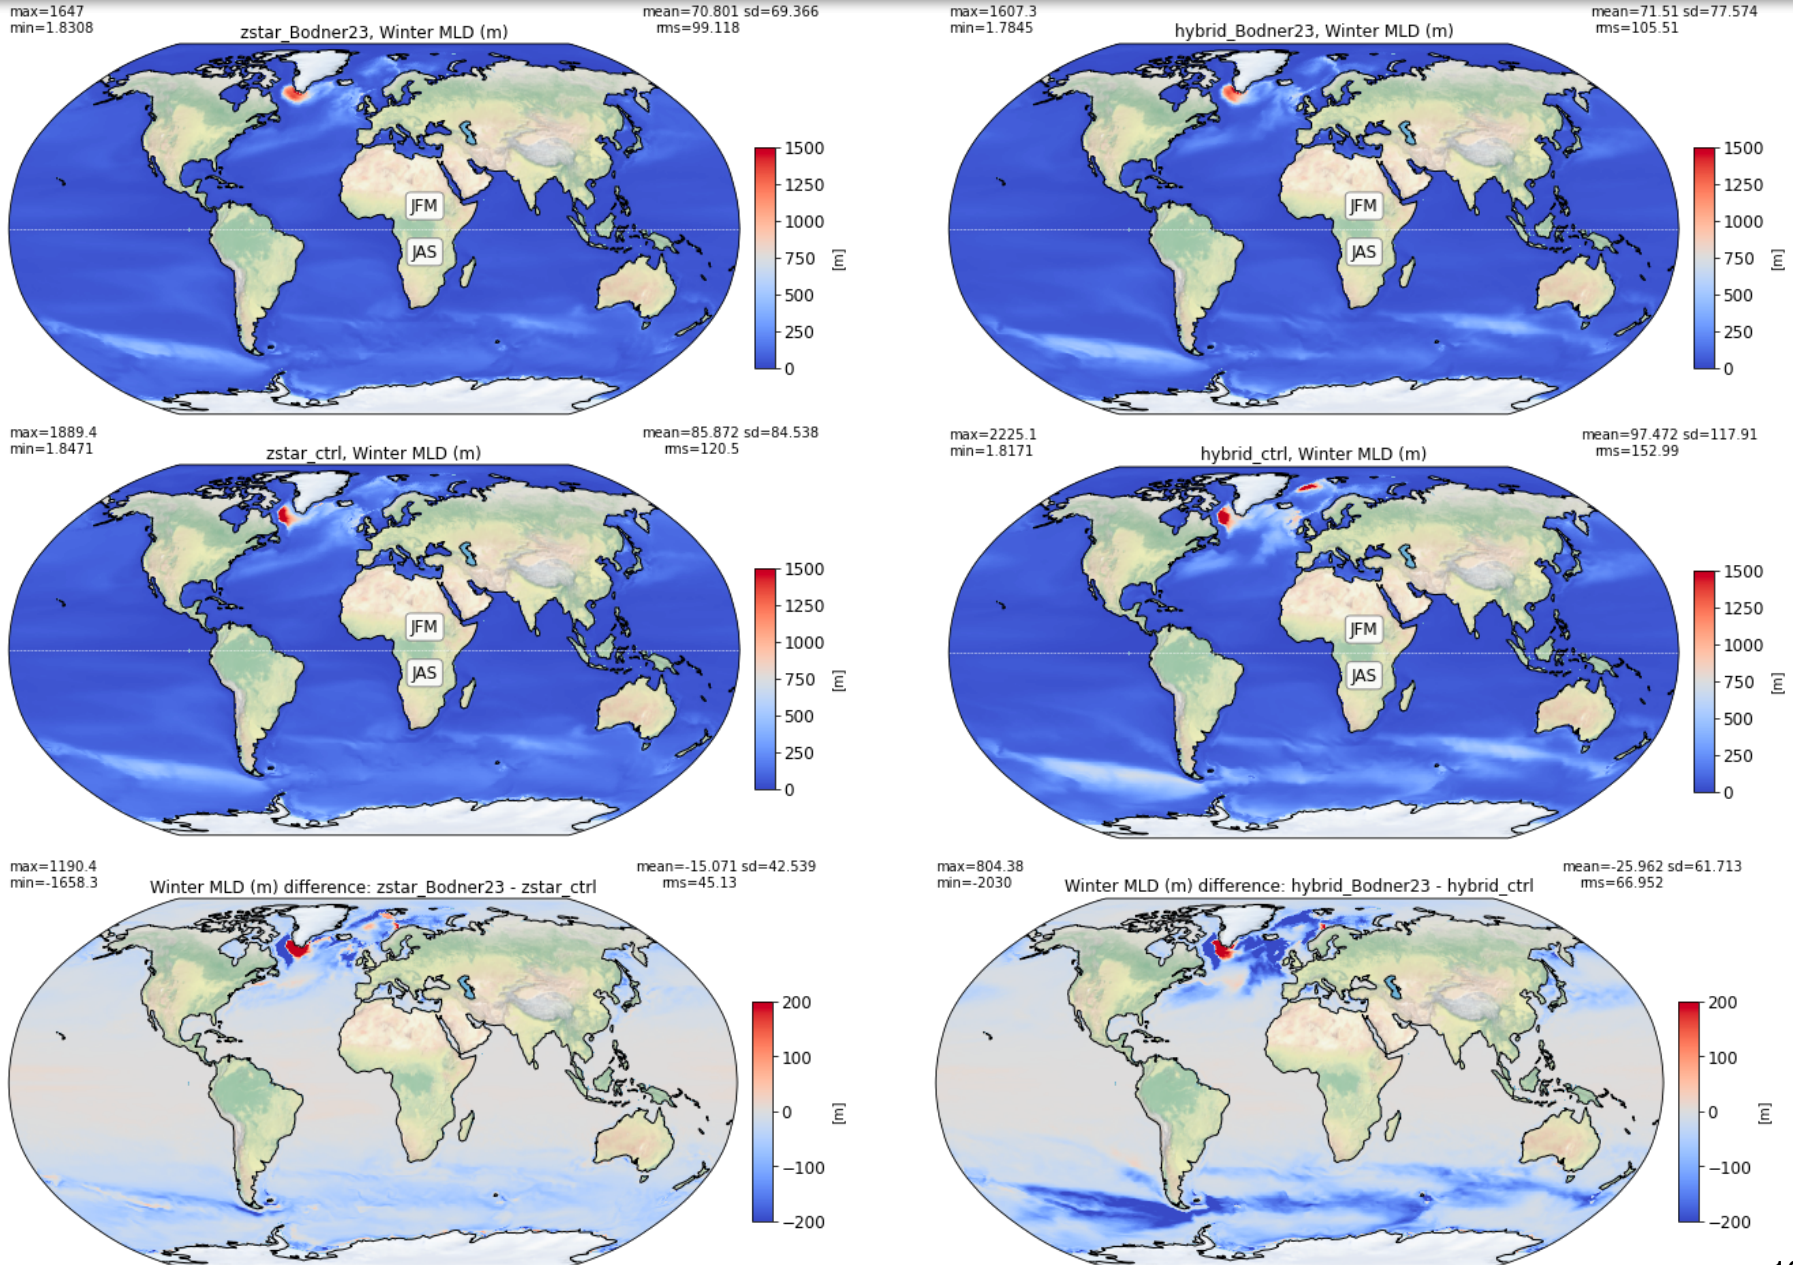 max=1647
min=1.8308
mean=70.801 sd=69.366
rms=99.118
zstar_Bodner23, Winter MLD (m)
JFM
JAS
1500
1250
1000
750
500
250
0
[m]
max=1607.3
min=1.7845
mean=71.51 sd=77.574
rms=105.51
hybrid_Bodner23, Winter MLD (m)
JFM
JAS
1500
1250
1000
750
500
250
0
[m]
max=1889.4
min=1.8471
mean=85.872 sd=84.538
rms=120.5
zstar_ctrl, Winter MLD (m)
JFM
JAS
1500
1250
1000
750
500
250
0
[m]
max=2225.1
min=1.8171
mean=97.472 sd=117.91
rms=152.99
hybrid_ctrl, Winter MLD (m)
JFM
JAS
1500
1250
1000
750
500
250
0
[m]
max=1190.4
min=-1658.3
mean=-15.071 sd=42.539
rms=45.13
Winter MLD (m) difference: zstar_Bodner23 - zstar_ctrl
200
100
0
−100
−200
[m]
max=804.38
min=-2030
mean=-25.962 sd=61.713
rms=66.952
Winter MLD (m) difference: hybrid_Bodner23 - hybrid_ctrl
200
100
0
−100
−200
[m]